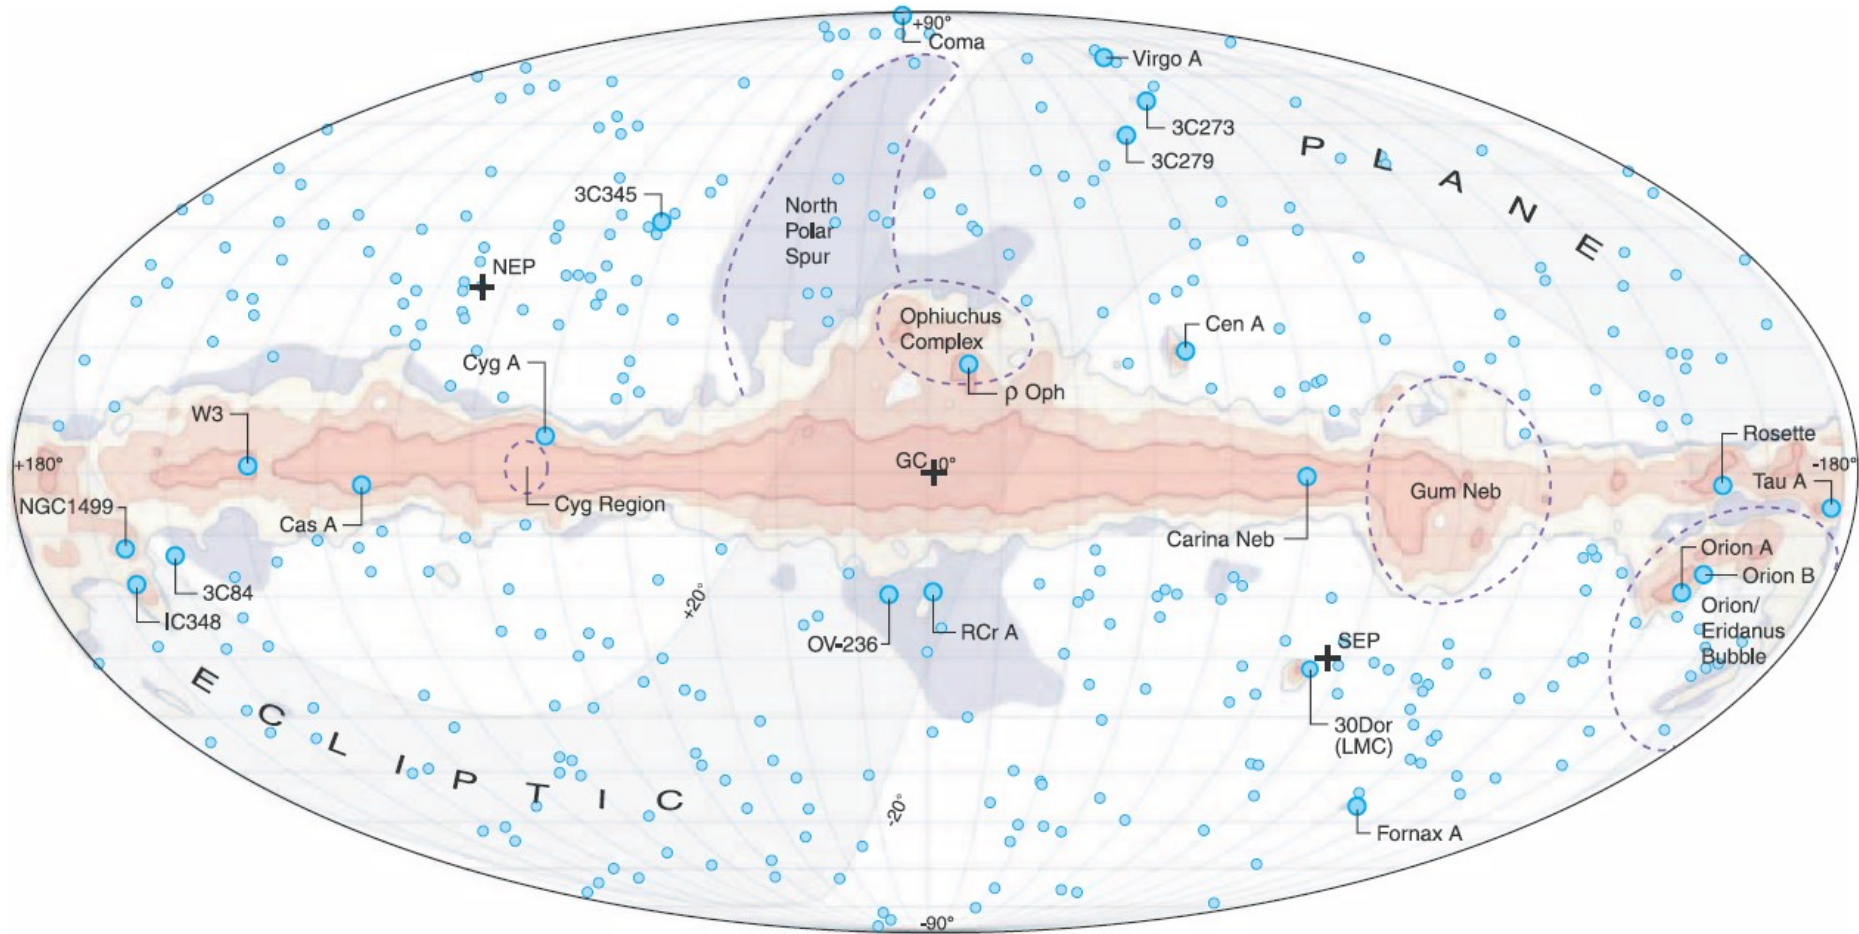 +90°
Coma
Virgo A
3C273
3C279
P L A N E
3C345
North
Polar
Spur
NEP
Ophiuchus
Complex
Cen A
Cyg A
ρ Oph
W3
Rosette
+180°
GC 0°
-180°
Tau A
NGC1499
Cyg Region
Gum Neb
Cas A
Carina Neb
Orion A
Orion B
3C84
+20°
Orion/
Eridanus
Bubble
IC348
OV-236
RCr A
SEP
E C L I P T I C
30Dor
(LMC)
-20°
Fornax A
-90°